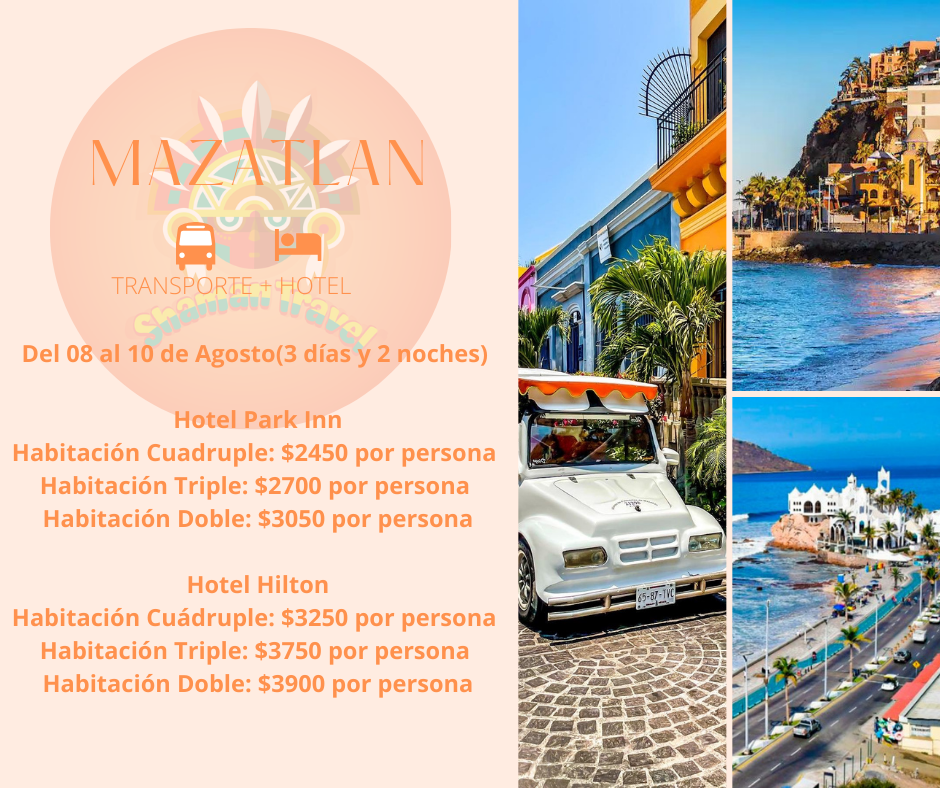 MAZATLAN
TRANSPORTE + HOTEL
Shaman Travel
Del 08 al 10 de Agosto(3 días y 2 noches)
Hotel Park Inn
Habitación Cuadruple: $2450 por persona
Habitación Triple: $2700 por persona
Habitación Doble: $3050 por persona
Hotel Hilton
Habitación Cuádruple: $3250 por persona
Habitación Triple: $3750 por persona
Habitación Doble: $3900 por persona